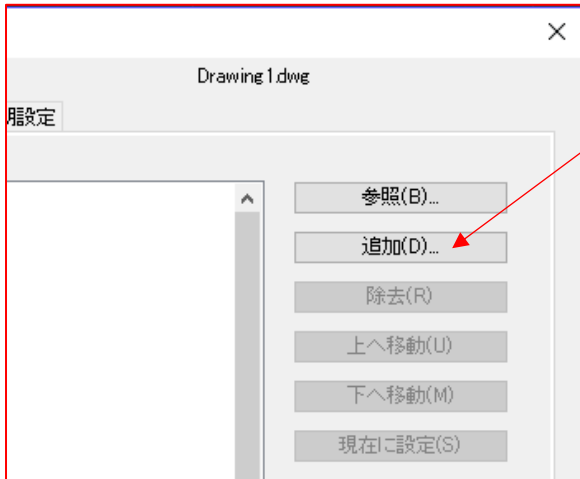 Drawing1.dwg
期設定
参照(B)...
追加(D)...
除去(R)
上へ移動(U)
下へ移動(M)
現在に設定(S)